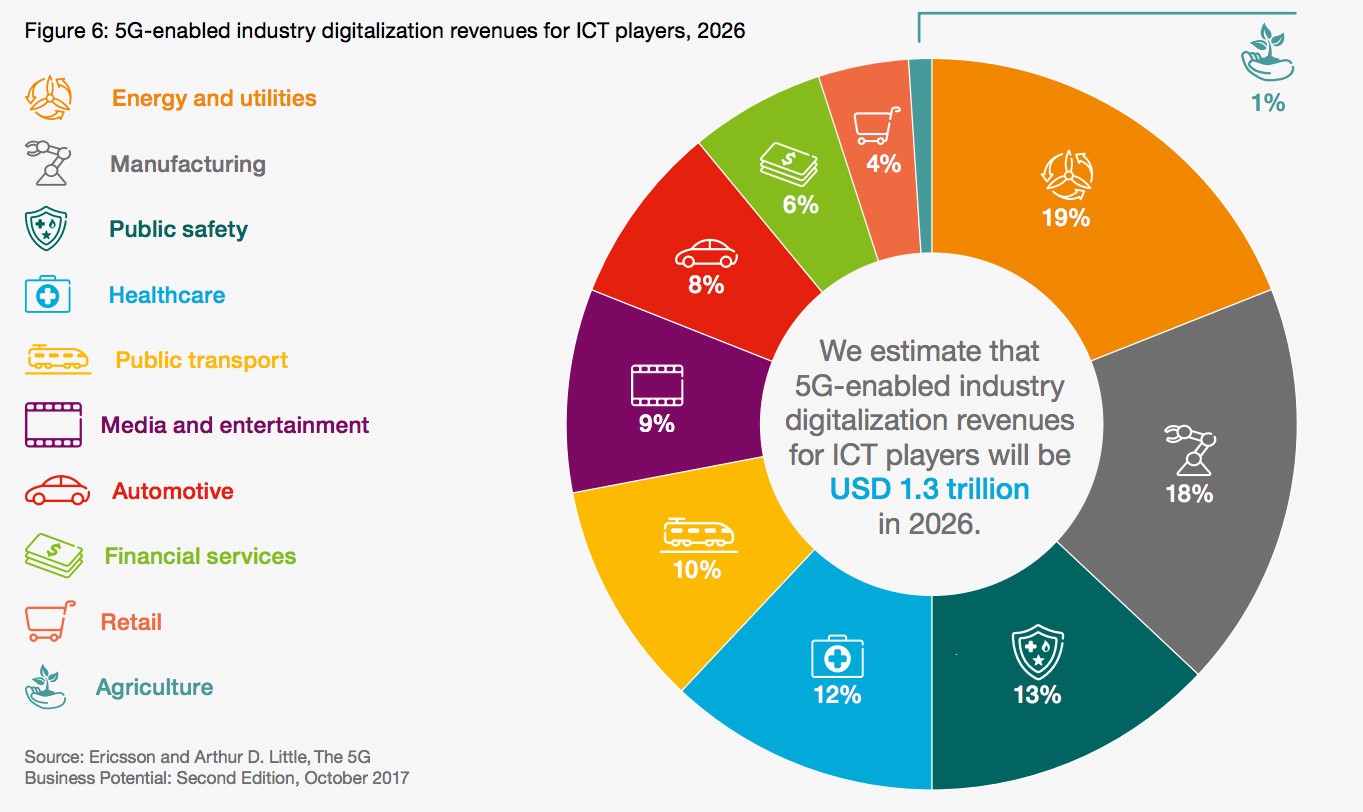 Figure 6: 5G-enabled industry digitalization revenues for ICT players, 2026
Energy and utilities
Manufacturing
Public safety
Healthcare
Public transport
Media and entertainment
Automotive
Financial services
Retail
Agriculture
Source: Ericsson and Arthur D. Little, The 5G
Business Potential: Second Edition, October 2017
1%
19%
18%
13%
12%
10%
9%
8%
6%
4%
We estimate that
5G-enabled industry
digitalization revenues
for ICT players will be
USD 1.3 trillion
in 2026.